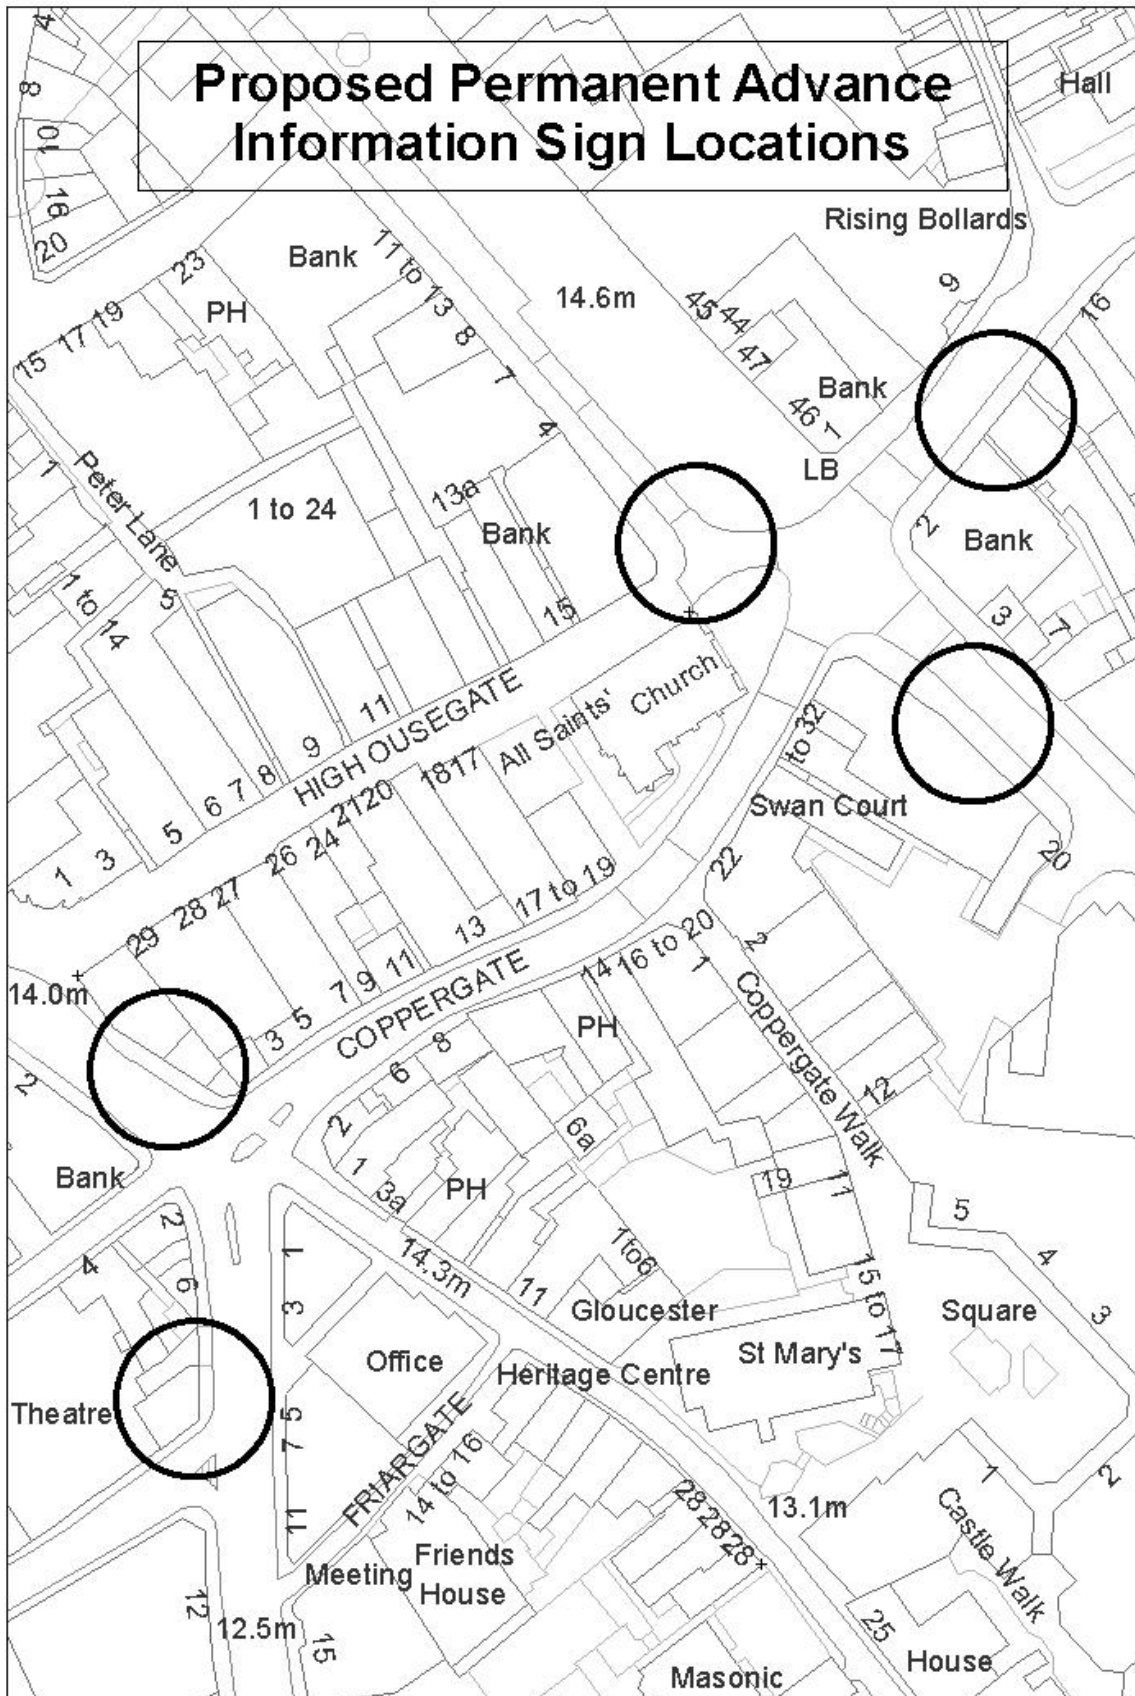 Proposed Permanent Advance
Information Sign Locations
4
8
10
16
20
Hall
Rising Bollards
Bank
11 to 13
23
PH
14.6m
9
16
15
17
19
8
7
4
45
44
47
46
1
Bank
LB
1
Peter Lane
1 to 24
13a
Bank
2
Bank
1 to 14
5
15
3
7
HIGH OUSEGATE
11
9
8
7
6
5
3
1
All Saints'
Church
to 32
Swan Court
20
22
1817
2120
24
26
27
28
29
17 to 19
13
11
9
7
5
3
COPPERGATE
14
16 to 20
1
2
Coppergate Walk
12
14.0m
2
PH
8
6
2
1
3a
PH
6a
Bank
19
11
5
4
3
2
4
6
1
3
14.3m
11
1to6
15 to 17
Gloucester
Square
Office
Heritage Centre
St Mary's
Theatre
5
7
11
FRIARGATE
14 to 16
1
2
Castle Walk
28
28
28
13.1m
Meeting
Friends
House
12
12.5m
15
25
House
Masonic